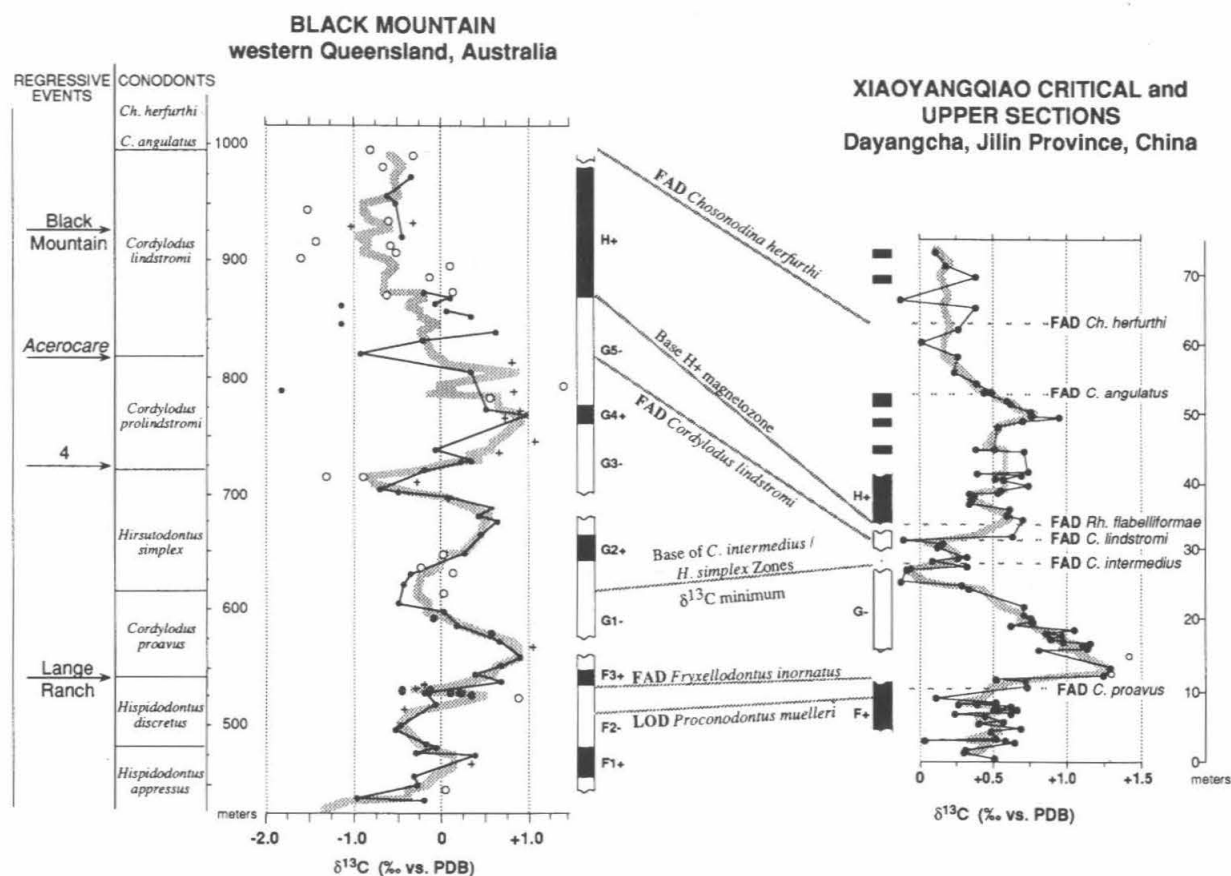 BLACK MOUNTAIN
western Queensland, Australia
XIAOYANGQIAO CRITICAL and
UPPER SECTIONS
Dayangcha, Jilin Province, China
REGRESSIVE
EVENTS
CONODONTS
Ch. herfurthi
C. angulatus
Black
Mountain
Cordylodus
lindstromi
Acerocare
Cordylodus
prolindstromi
4
Hirsutodontus
simplex
Cordylodus
proavus
Lange
Ranch
Hispidodontus
discretus
Hispidodontus
appressus
1000
900
800
700
600
500
meters
-2.0
-1.0
0
+1.0
δ13C (‰ vs. PDB)
H+
G5-
G4+
G3-
G2+
G1-
F3+
F2-
F1+
FAD Chosonodina herfurthi
Base H+ magnetozone
FAD Cordylodus lindstromi
Base of C. intermedius /
H. simplex Zones
δ13C minimum
FAD Fryxellodontus inornatus
LOD Proconodontus muelleri
H+
G-
F+
FAD Ch. herfurthi
FAD C. angulatus
FAD Rh. flabelliformae
FAD C. lindstromi
FAD C. intermedius
FAD C. proavus
70
60
50
40
30
20
10
0
meters
0
+0.5
+1.0
+1.5
δ13C (‰ vs. PDB)